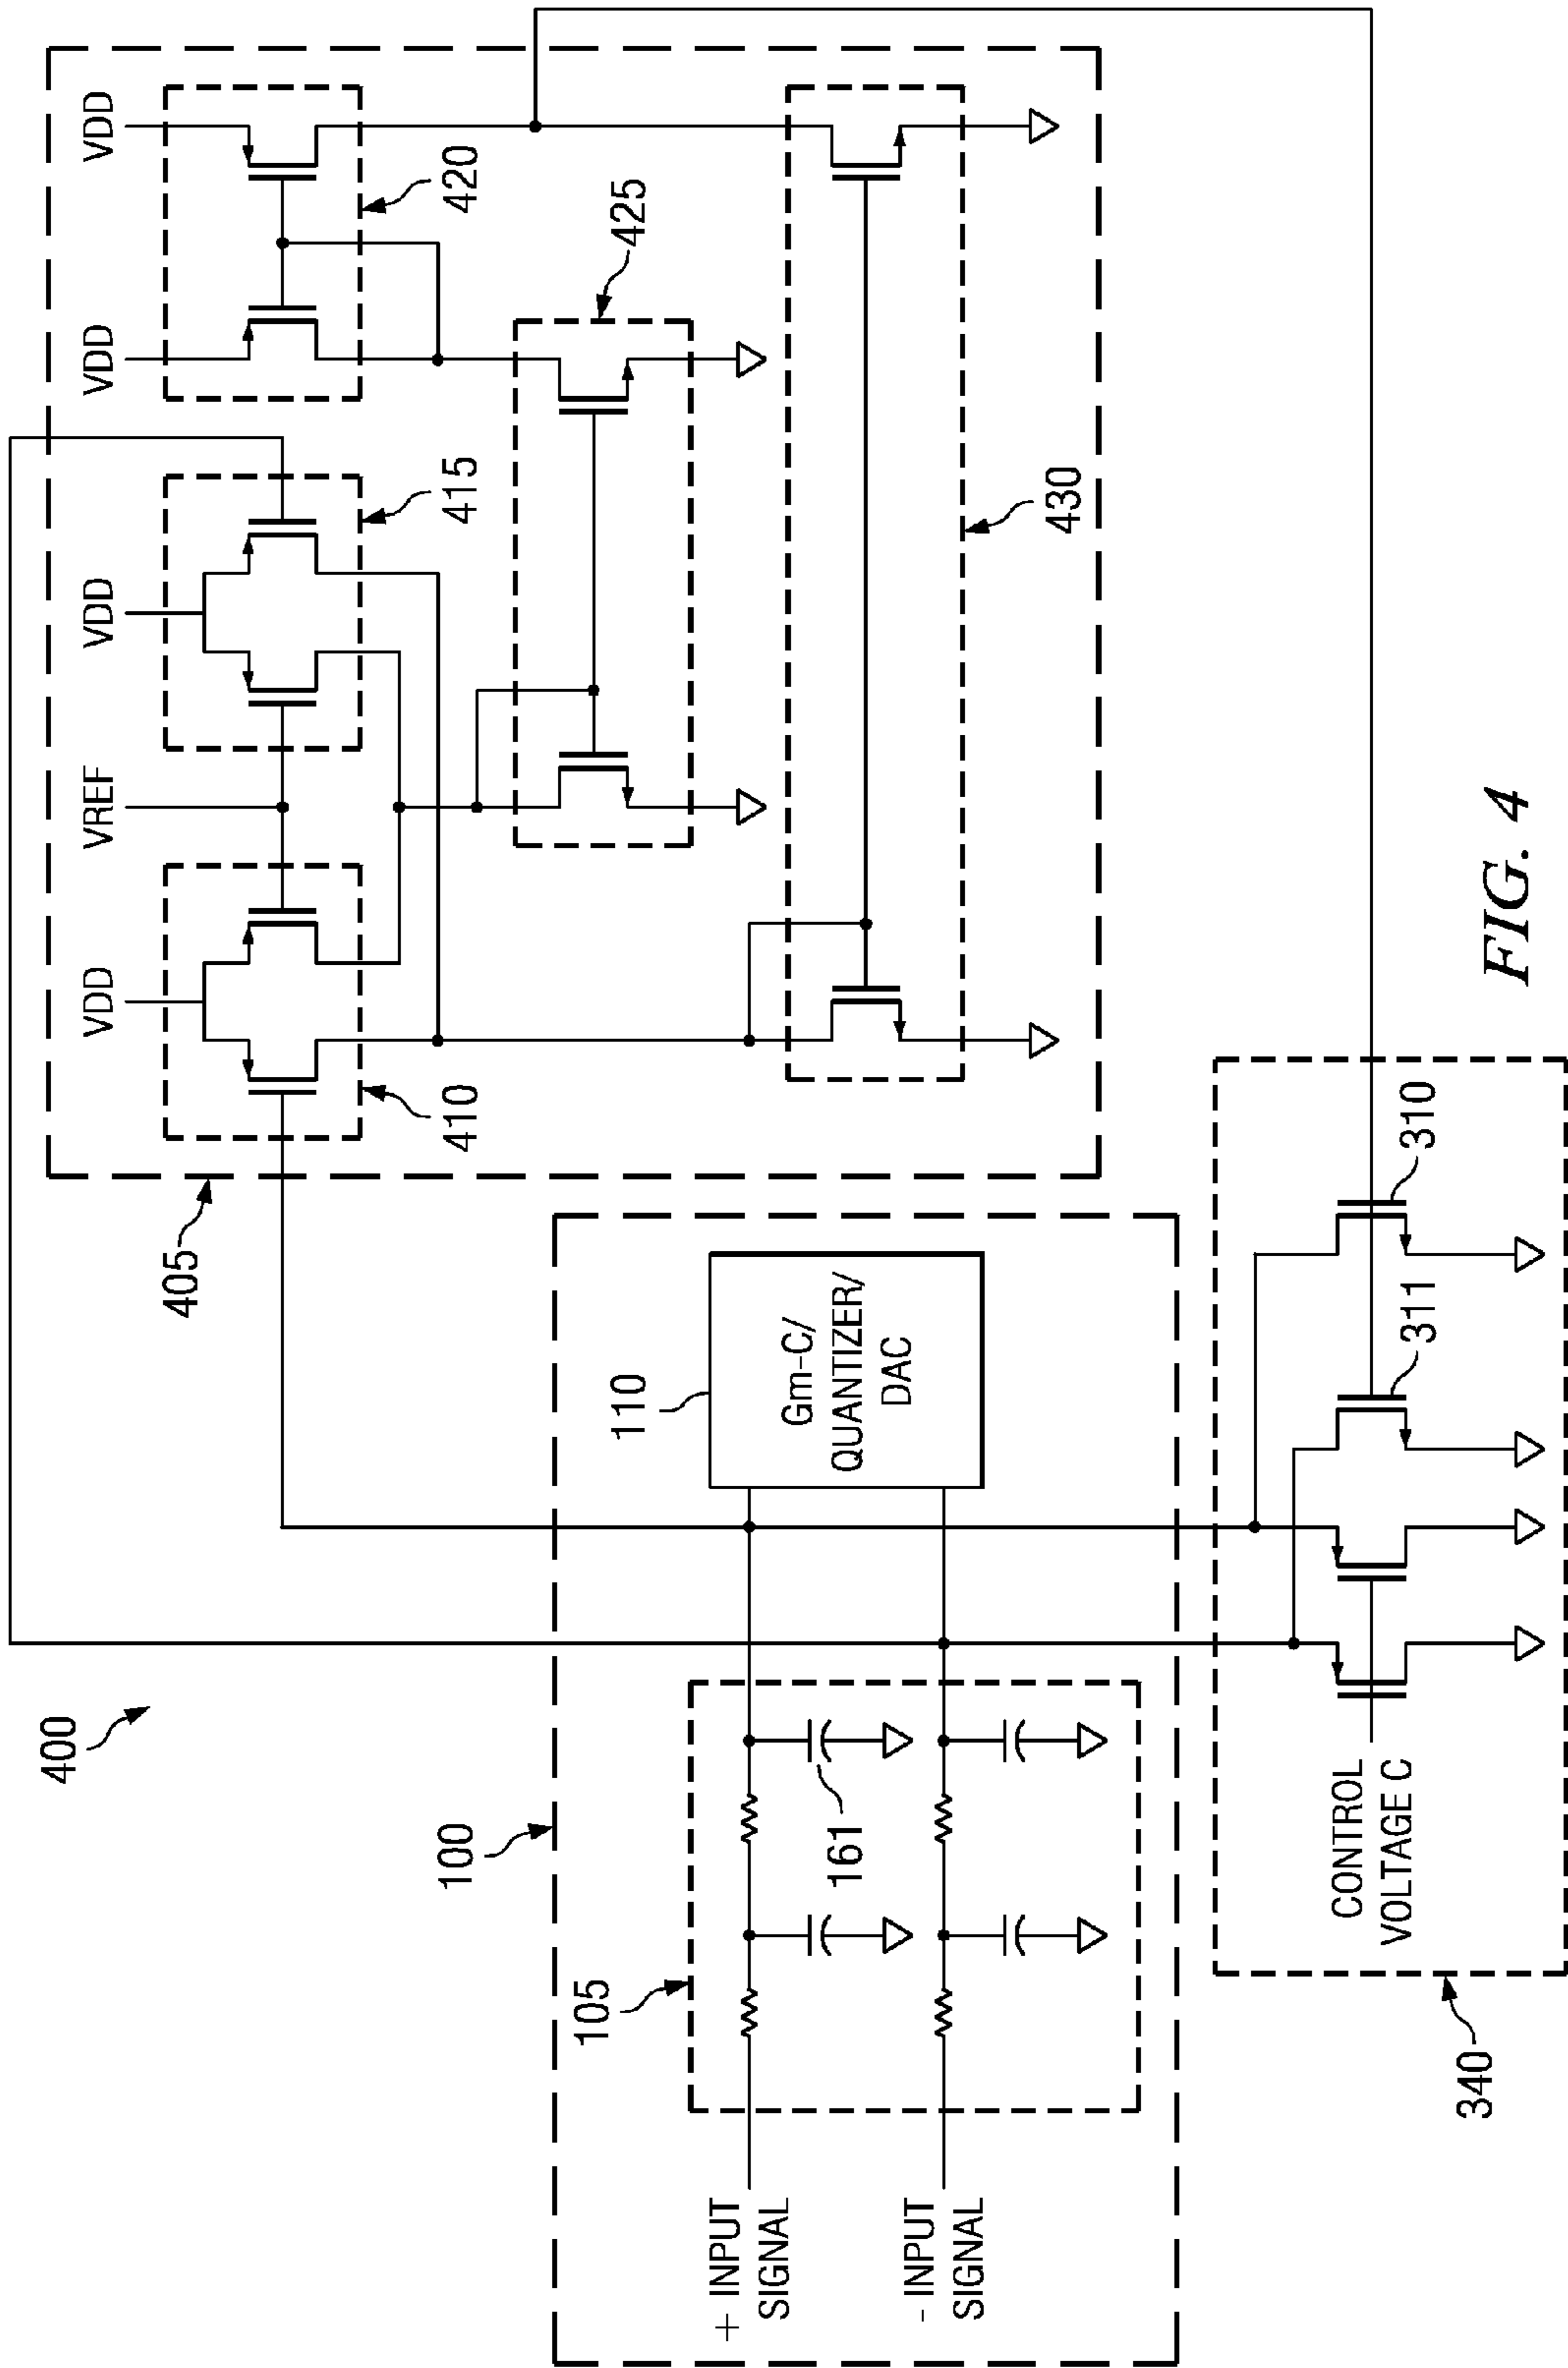 400
405
VDD
VREF
VDD
VDD
VDD
410
415
420
425
430
100
105
110
Gm-C/
QUANTIZER/
DAC
161
+ INPUT
SIGNAL
- INPUT
SIGNAL
CONTROL
VOLTAGE C
311
310
340
FIG. 4